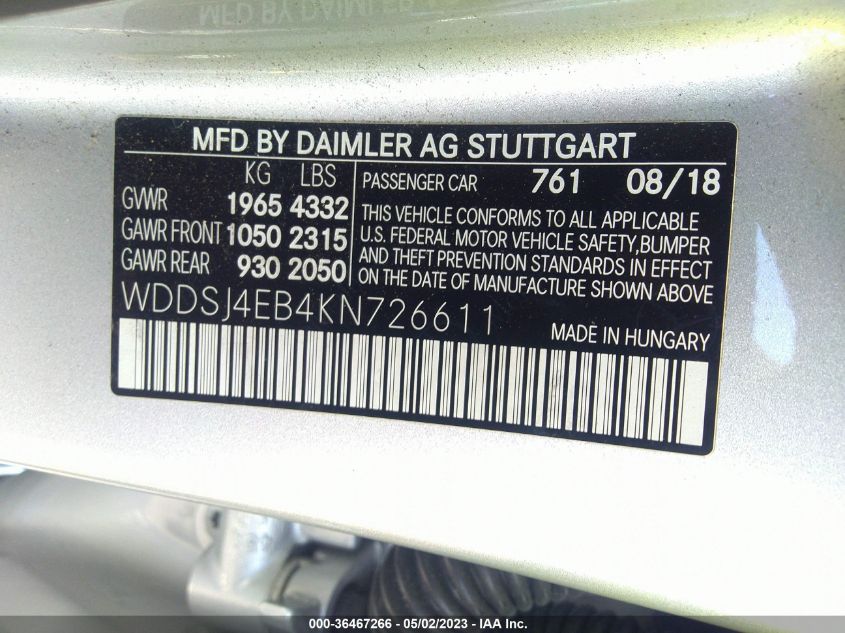 MFD BY DAIMLER AG STUTTGART
KG LBS
GVWR 1965 4332
GAWR FRONT 1050 2315
GAWR REAR 930 2050
PASSENGER CAR 761 08/18
THIS VEHICLE CONFORMS TO ALL APPLICABLE
U.S. FEDERAL MOTOR VEHICLE SAFETY,BUMPER
AND THEFT PREVENTION STANDARDS IN EFFECT
ON THE DATE OF MANUFACTURE SHOWN ABOVE
WDDSJ4EB4KN726611
MADE IN HUNGARY
000-36467266 - 05/02/2023 - IAA Inc.